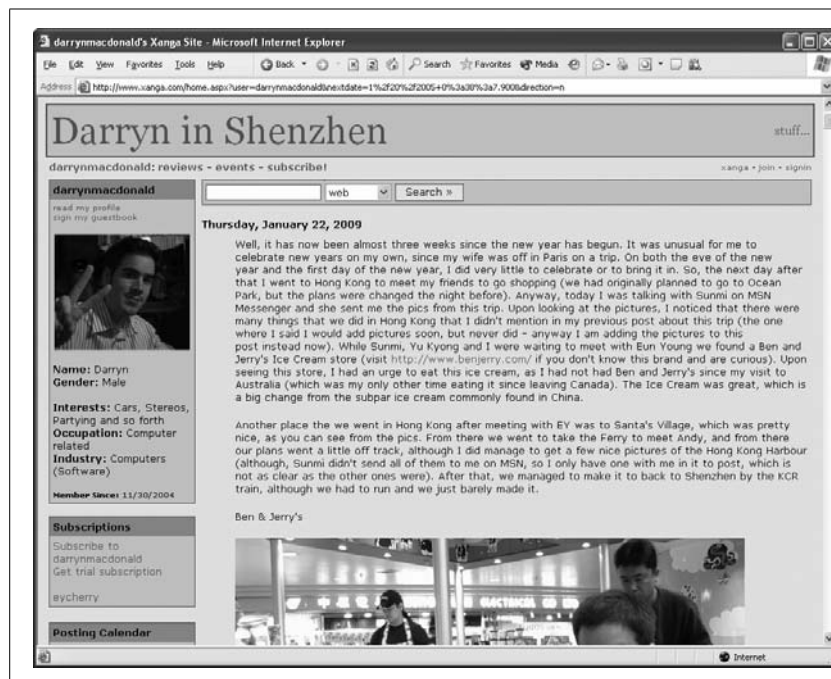 darrynmacdonald's Xanga Site - Microsoft Internet Explorer
File Edit View Favorites Tools Help Back Search Favorites Media
Address http://www.xanga.com/home.aspx?user=darrynmacdonald&nextdate=1%2f20%2f2005+0%3a30%3a7.900&direction=n
Darryn in Shenzhen
stuff...
darrynmacdonald: reviews - events - subscribe!
xanga • join • signin
darrynmacdonald
read my profile
sign my guestbook
Name: Darryn
Gender: Male
Interests: Cars, Stereos,
Partying and so forth
Occupation: Computer
related
Industry: Computers
(Software)
Member Since: 11/30/2004
Subscriptions
Subscribe to
darrynmacdonald
Get trial subscription
eycherry
Posting Calendar
web Search »
Thursday, January 22, 2009
Well, it has now been almost three weeks since the new year has begun. It was unusual for me to
celebrate new years on my own, since my wife was off in Paris on a trip. On both the eve of the new
year and the first day of the new year, I did very little to celebrate or to bring it in. So, the next day after
that I went to Hong Kong to meet my friends to go shopping (we had originally planned to go to Ocean
Park, but the plans were changed the night before). Anyway, today I was talking with Sunmi on MSN
Messenger and she sent me the pics from this trip. Upon looking at the pictures, I noticed that there were
many things that we did in Hong Kong that I didn't mention in my previous post about this trip (the one
where I said I would add pictures soon, but never did - anyway I am adding the pictures to this
post instead now). While Sunmi, Yu Kyong and I were waiting to meet with Eun Young we found a Ben and
Jerry's Ice Cream store (visit http://www.benjerry.com/ if you don't know this brand and are curious). Upon
seeing this store, I had an urge to eat this ice cream, as I had not had Ben and Jerry's since my visit to
Australia (which was my only other time eating it since leaving Canada). The Ice Cream was great, which is
a big change from the subpar ice cream commonly found in China.
Another place the we went in Hong Kong after meeting with EY was to Santa's Village, which was pretty
nice, as you can see from the pics. From there we went to take the Ferry to meet Andy, and from there
our plans went a little off track, although I did manage to get a few nice pictures of the Hong Kong Harbour
(although, Sunmi didn't send all of them to me on MSN, so I only have one with me in it to post, which is
not as clear as the other ones were). After that, we managed to make it to back to Shenzhen by the KCR
train, although we had to run and we just barely made it.
Ben & Jerry's
Internet